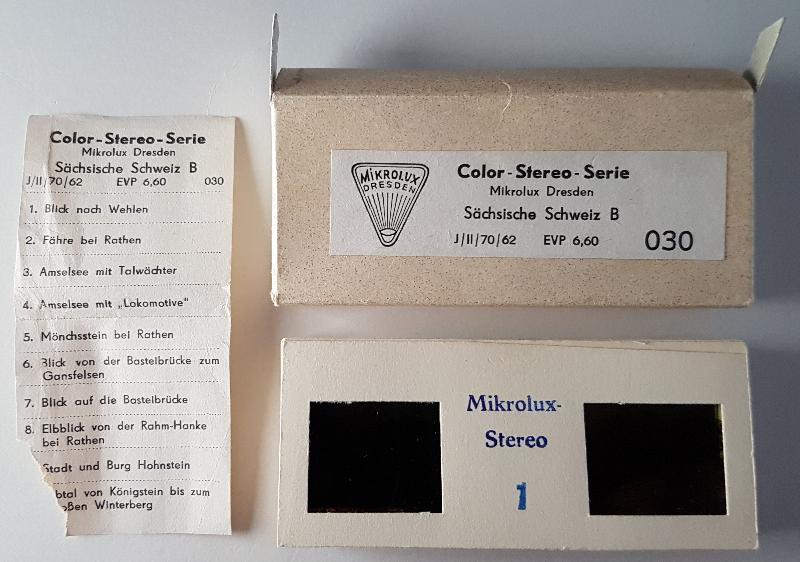 Color-Stereo-Serie
Mikrolux Dresden
Sächsische Schweiz B
J/II/70/62 EVP 6,60 030
1. Blick nach Wehlen
2. Fähre bei Rathen
3. Amselsee mit Talwächter
4. Amselsee mit „Lokomotive"
5. Mönchsstein bei Rathen
6. Blick von der Bastelbrücke zum
Gansfelsen
7. Blick auf die Bastelbrücke
8. Elbblick von der Rahm-Hanke
bei Rathen
Stadt und Burg Hohnstein
btal von Königstein bis zum
oßen Winterberg
MIKROLUX
DRESDEN
Color-Stereo-Serie
Mikrolux Dresden
Sächsische Schweiz B
J/II/70/62 EVP 6,60 030
Mikrolux-
Stereo
1